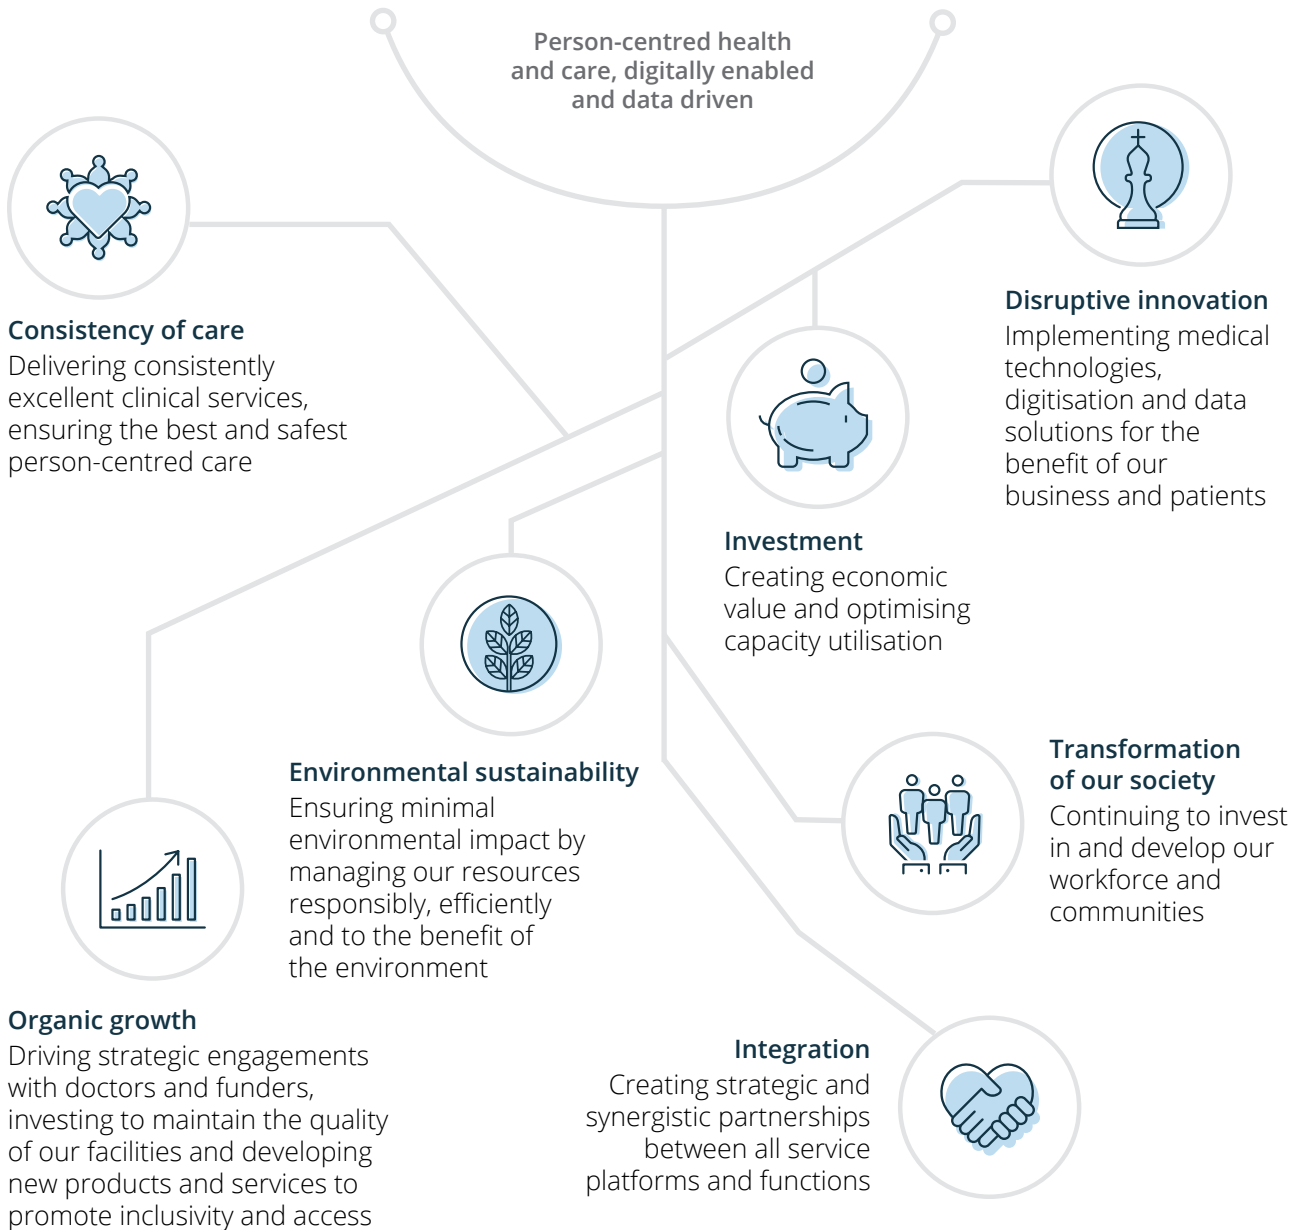 Person-centred health
and care, digitally enabled
and data driven
Consistency of care
Delivering consistently
excellent clinical services,
ensuring the best and safest
person-centred care
Disruptive innovation
Implementing medical
technologies,
digitisation and data
solutions for the
benefit of our
business and patients
Investment
Creating economic
value and optimising
capacity utilisation
Environmental sustainability
Ensuring minimal
environmental impact by
managing our resources
responsibly, efficiently
and to the benefit of
the environment
Transformation
of our society
Continuing to invest
in and develop our
workforce and
communities
Organic growth
Driving strategic engagements
with doctors and funders,
investing to maintain the quality
of our facilities and developing
new products and services to
promote inclusivity and access
Integration
Creating strategic and
synergistic partnerships
between all service
platforms and functions